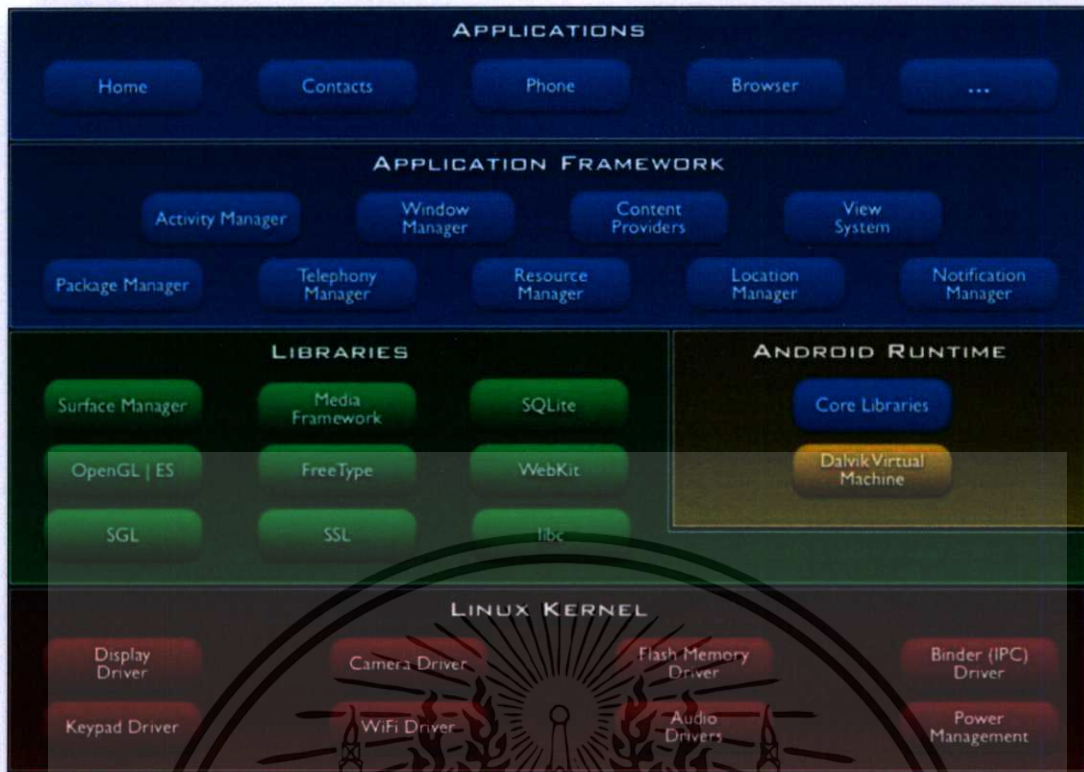 APPLICATIONS
Home Contacts Phone Browser ...
APPLICATION FRAMEWORK
Activity Manager Window Manager Content Providers View System
Package Manager Telephony Manager Resource Manager Location Manager Notification Manager
LIBRARIES
Surface Manager Media Framework SQLite
OpenGL | ES FreeType WebKit
SGL SSL libc
ANDROID RUNTIME
Core Libraries
Dalvik Virtual Machine
LINUX KERNEL
Display Driver Camera Driver Flash Memory Driver Binder (IPC) Driver
Keypad Driver WiFi Driver Audio Drivers Power Management